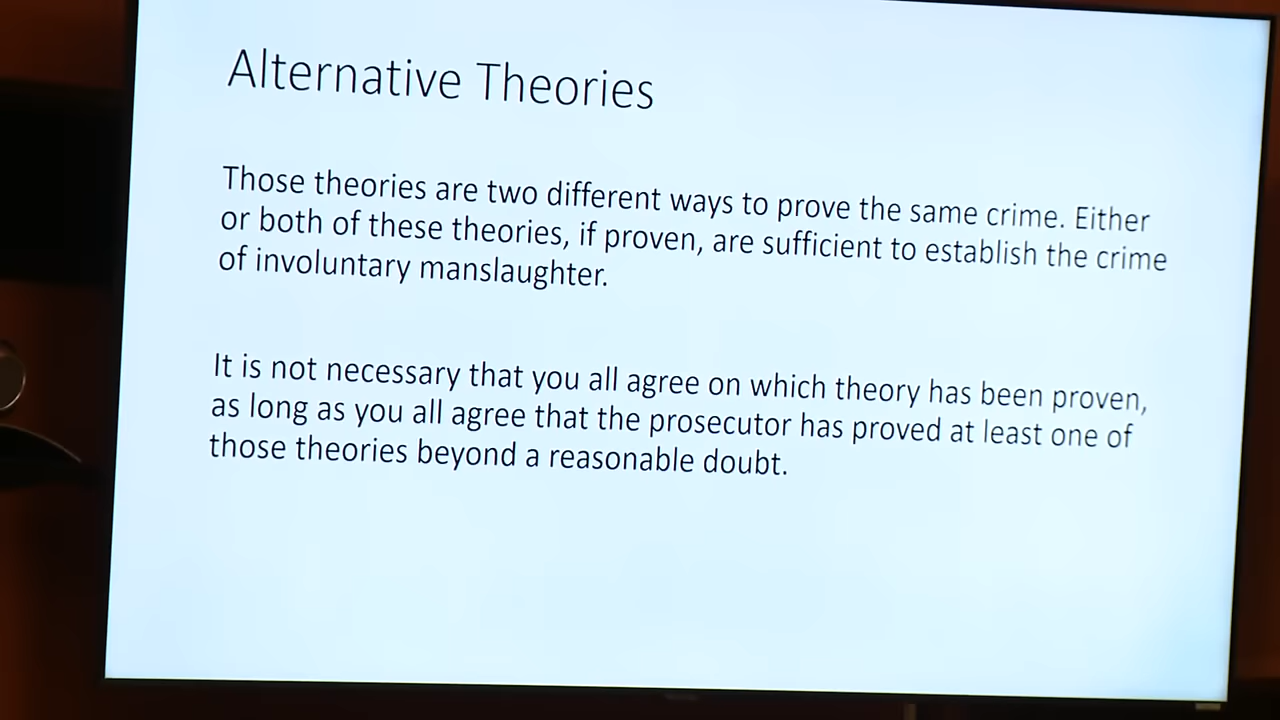 Alternative Theories
Those theories are two different ways to prove the same crime. Either
or both of these theories, if proven, are sufficient to establish the crime
of involuntary manslaughter.
It is not necessary that you all agree on which theory has been proven,
as long as you all agree that the prosecutor has proved at least one of
those theories beyond a reasonable doubt.